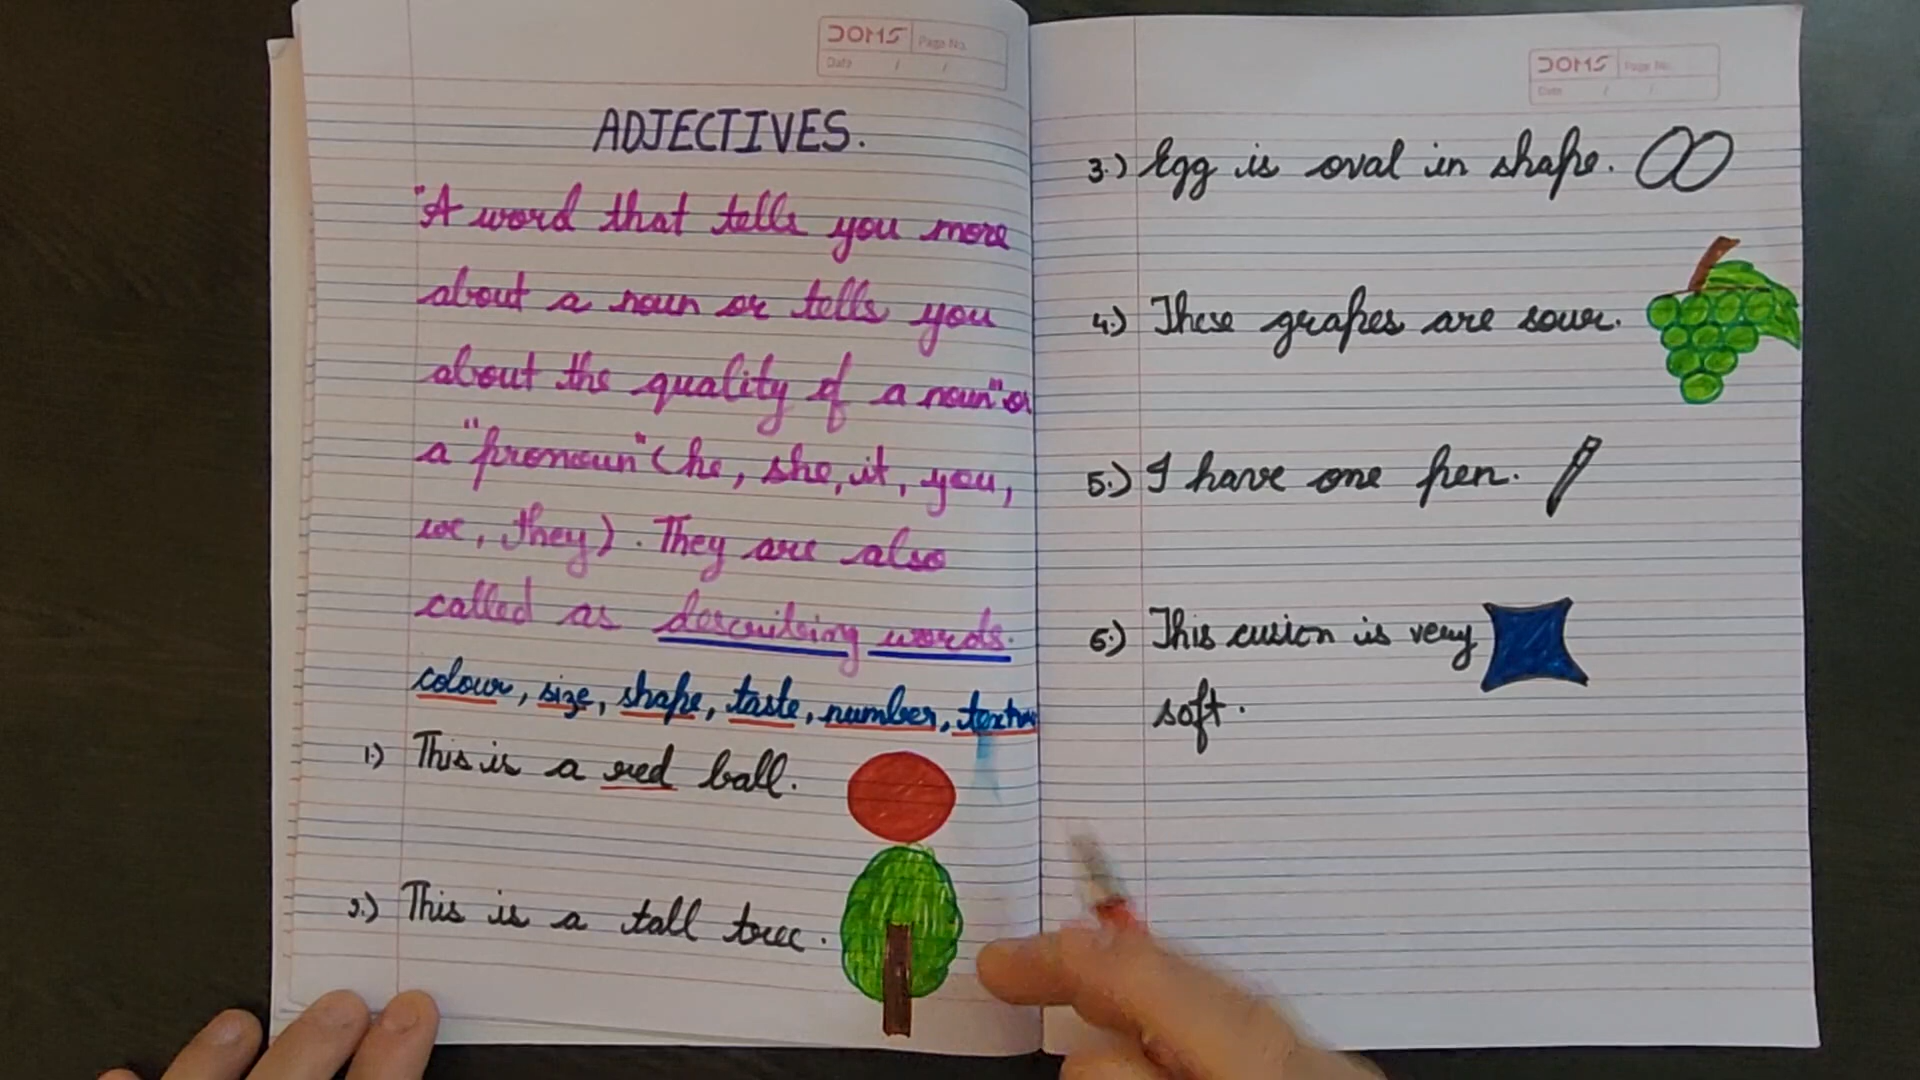 DOMS Page No.
Date / /
ADJECTIVES.
"A word that tells you more
about a noun or tells you
about the quality of a noun" or
a "pronoun" (he, she, it, you,
we, they). They are also
called as describing words.
colour, size, shape, taste, number, textu
1.) This is a red ball.
2.) This is a tall tree.
DOMS Page No.
Date / /
3.) Egg is oval in shape.
4.) These grapes are sour.
5.) I have one pen.
6.) This cusion is very
soft.